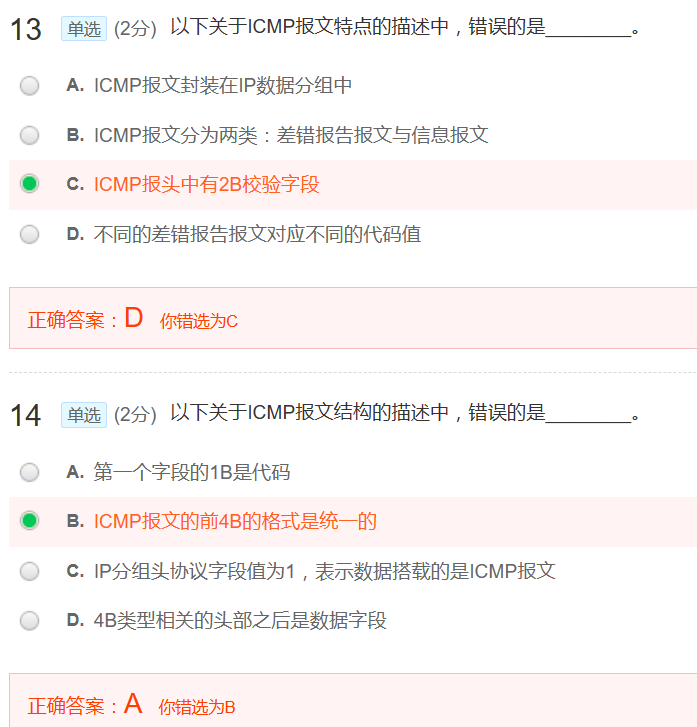 13 单选 (2分) 以下关于ICMP报文特点的描述中，错误的是________。
A. ICMP报文封装在IP数据分组中
B. ICMP报文分为两类：差错报告报文与信息报文
C. ICMP报头中有2B校验字段
D. 不同的差错报告报文对应不同的代码值
正确答案：D 你错选为C
14 单选 (2分) 以下关于ICMP报文结构的描述中，错误的是________。
A. 第一个字段的1B是代码
B. ICMP报文的前4B的格式是统一的
C. IP分组头协议字段值为1，表示数据搭载的是ICMP报文
D. 4B类型相关的头部之后是数据字段
正确答案：A 你错选为B